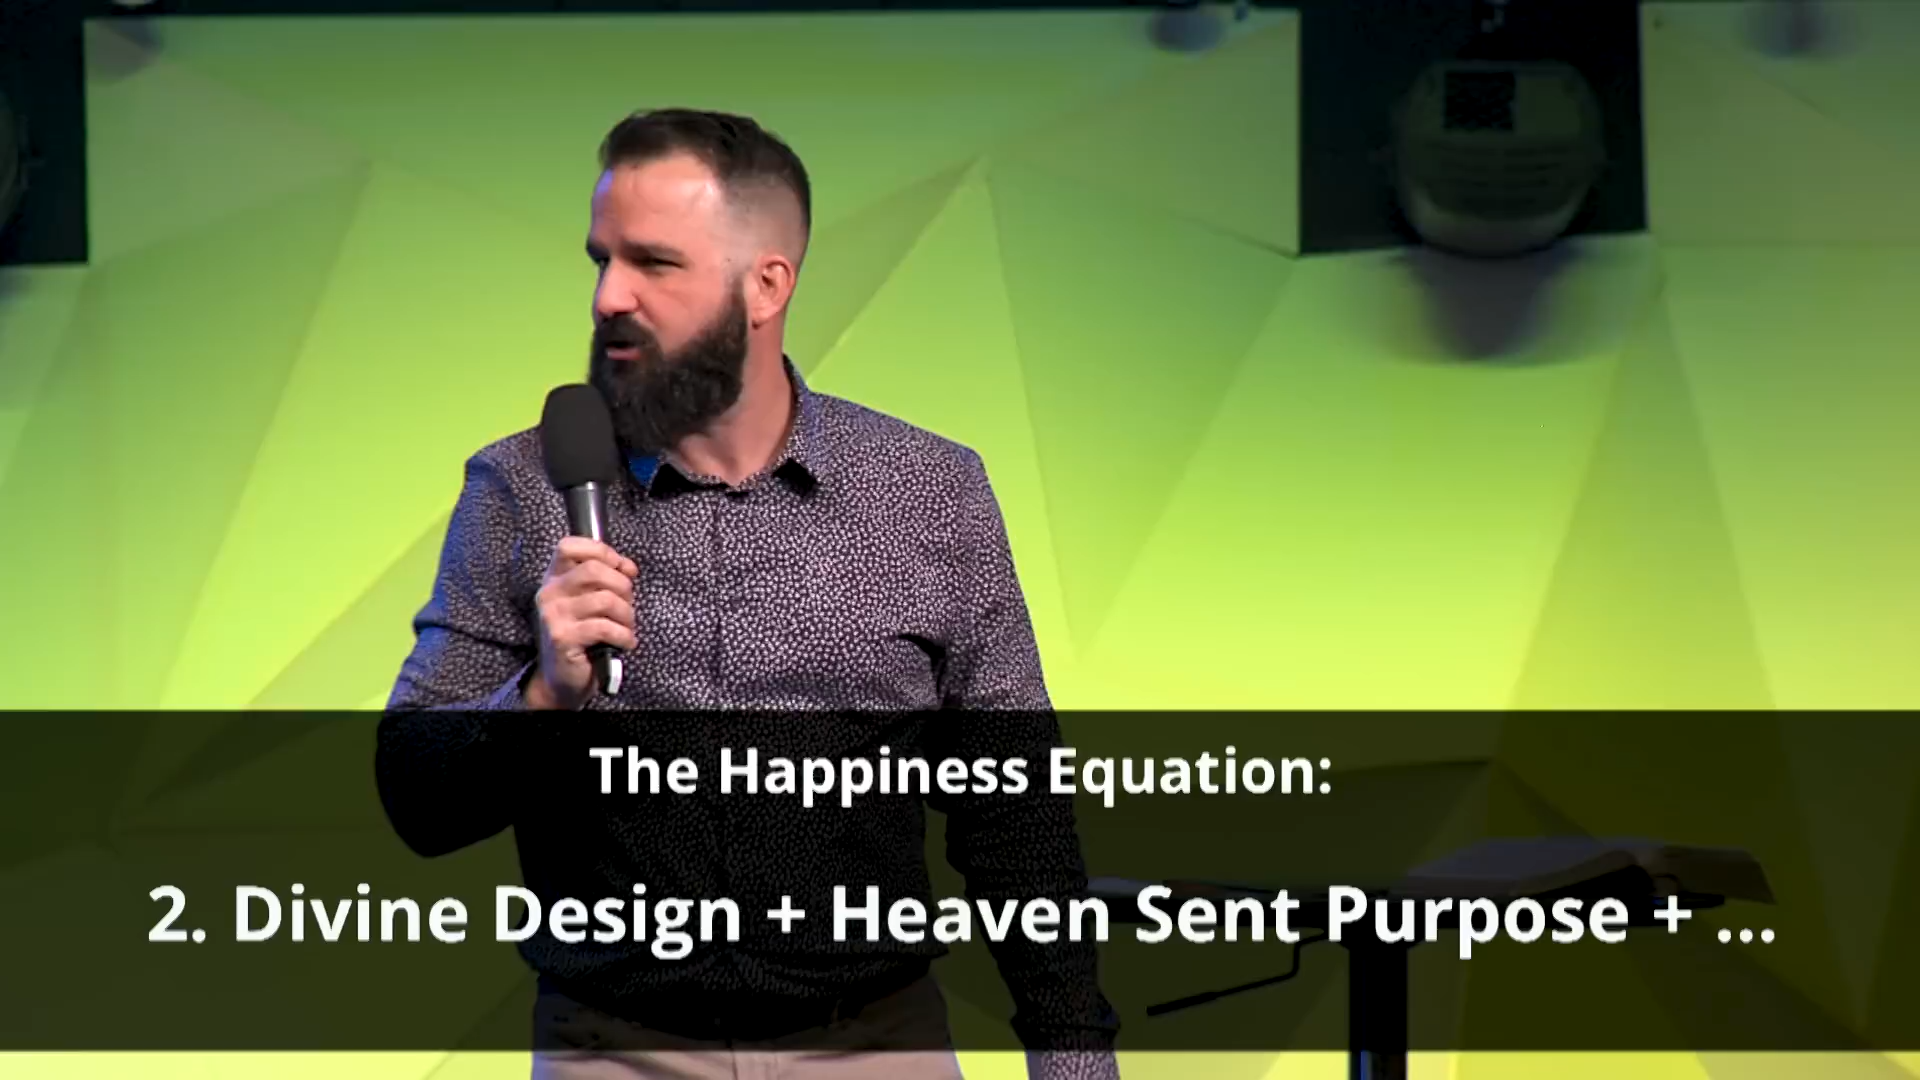 The Happiness Equation:
2. Divine Design + Heaven Sent Purpose + ...